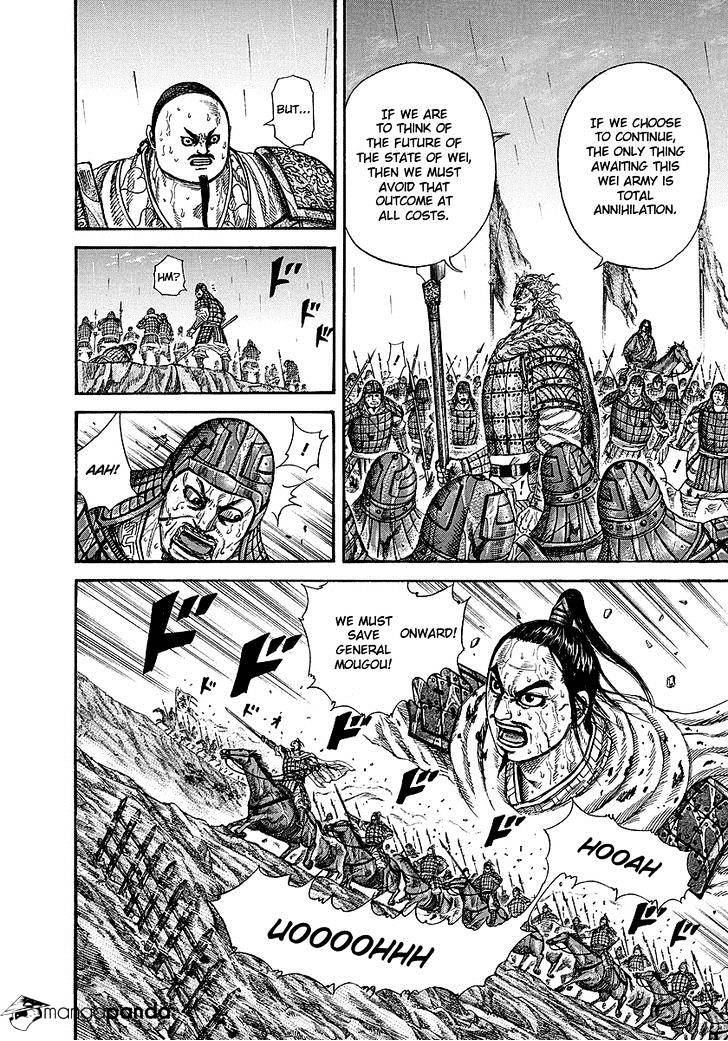 IF WE CHOOSE
TO CONTINUE,
THE ONLY THING
AWAITING THIS
WEI ARMY IS
TOTAL
ANNIHILATION.
IF WE ARE
TO THINK OF
THE FUTURE OF
THE STATE OF WEI,
THEN WE MUST
AVOID THAT
OUTCOME AT
ALL COSTS.
!
!
BUT...
HM?
ドド
!
AAH!
ONWARD!
WE MUST
SAVE
GENERAL
MOUGOU!
ドドドドドド
HOOAH
UOOOOHHH
mangapanda